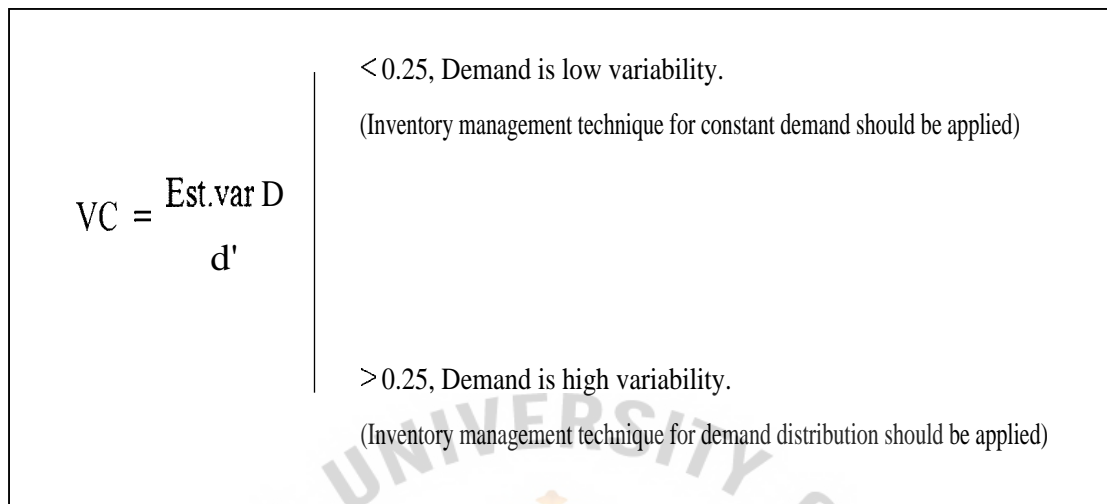 <0.25, Demand is low variability.
(Inventory management technique for constant demand should be applied)
VC = Est.var D
d'
>0.25, Demand is high variability.
(Inventory management technique for demand distribution should be applied)
UNIVERSITY O